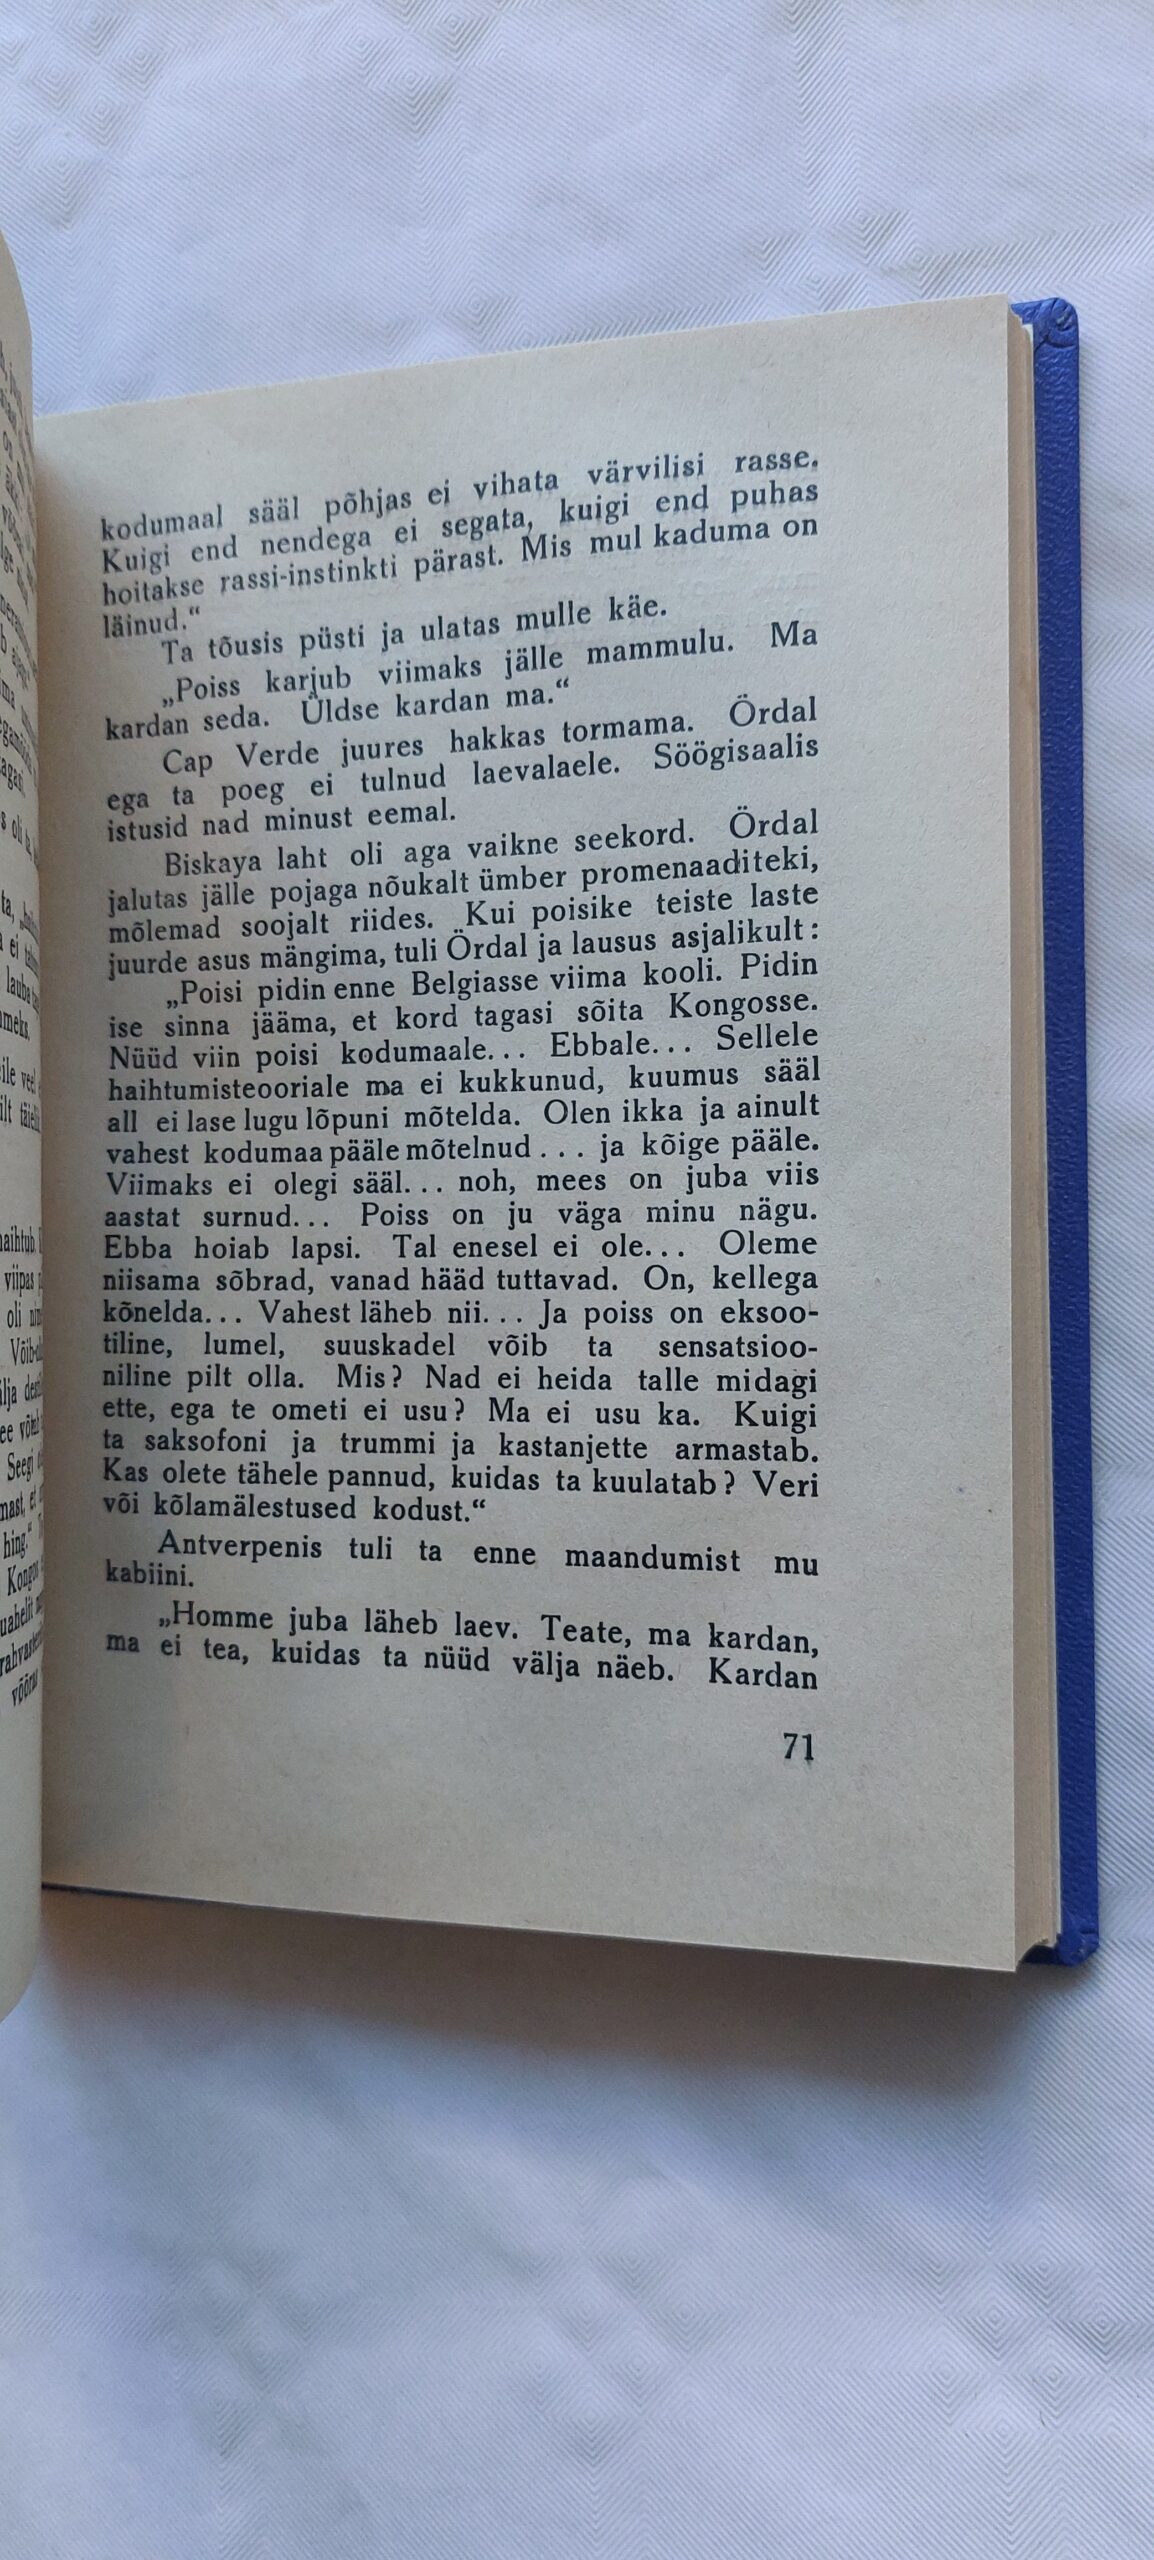 kodumaal sääl põhjas ei vihata värvilisi rasse.
Kuigi end nendega ei segata, kuigi end puhas
hoitakse rassi-instinkti pärast. Mis mul kaduma on
läinud.“
Ta tõusis püsti ja ulatas mulle käe.
„Poiss karjub viimaks jälle mammulu. Ma
kardan seda. Üldse kardan ma.“
Cap Verde juures hakkas tormama. Ördal
ega ta poeg ei tulnud laevalaele. Söögisaalis
istusid nad minust eemal.
Biskaya laht oli aga vaikne seekord. Ördal
jalutas jälle pojaga nõukalt ümber promenaaditeki,
mõlemad soojalt riides. Kui poisike teiste laste
juurde asus mängima, tuli Ördal ja lausus asjalikult:
„Poisi pidin enne Belgiasse viima kooli. Pidin
ise sinna jääma, et kord tagasi sõita Kongosse.
Nüüd viin poisi kodumaale... Ebbale... Sellele
haihtumisteooriale ma ei kukkunud, kuumus sääl
all ei lase lugu lõpuni mõtelda. Olen ikka ja ainult
vahest kodumaa pääle mõtelnud... ja kõige pääle.
Viimaks ei olegi sääl... noh, mees on juba viis
aastat surnud... Poiss on ju väga minu nägu.
Ebba hoiab lapsi. Tal enesel ei ole... Oleme
niisama sõbrad, vanad hääd tuttavad. On, kellega
kõnelda... Vahest läheb nii... Ja poiss on eksoo-
tiline, lumel, suuskadel võib ta sensatsioo-
niline pilt olla. Mis? Nad ei heida talle midagi
ette, ega te ometi ei usu? Ma ei usu ka. Kuigi
ta saksofoni ja trummi ja kastanjette armastab.
Kas olete tähele pannud, kuidas ta kuulatab? Veri
või kõlamälestused kodust.“
Antverpenis tuli ta enne maandumist mu
kabiini.
„Homme juba läheb laev. Teate, ma kardan,
ma ei tea, kuidas ta nüüd välja näeb. Kardan
71